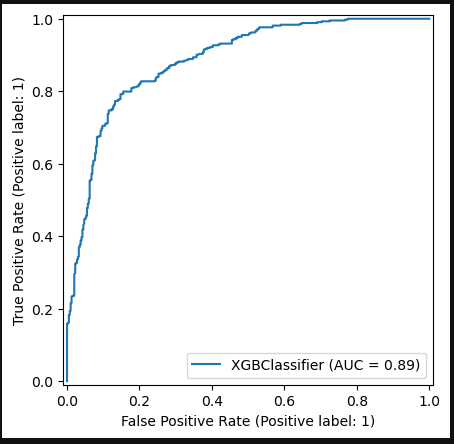 1.0
0.8
0.6
0.4
0.2
0.0
True Positive Rate (Positive label: 1)
XGBClassifier (AUC = 0.89)
0.0 0.2 0.4 0.6 0.8 1.0
False Positive Rate (Positive label: 1)